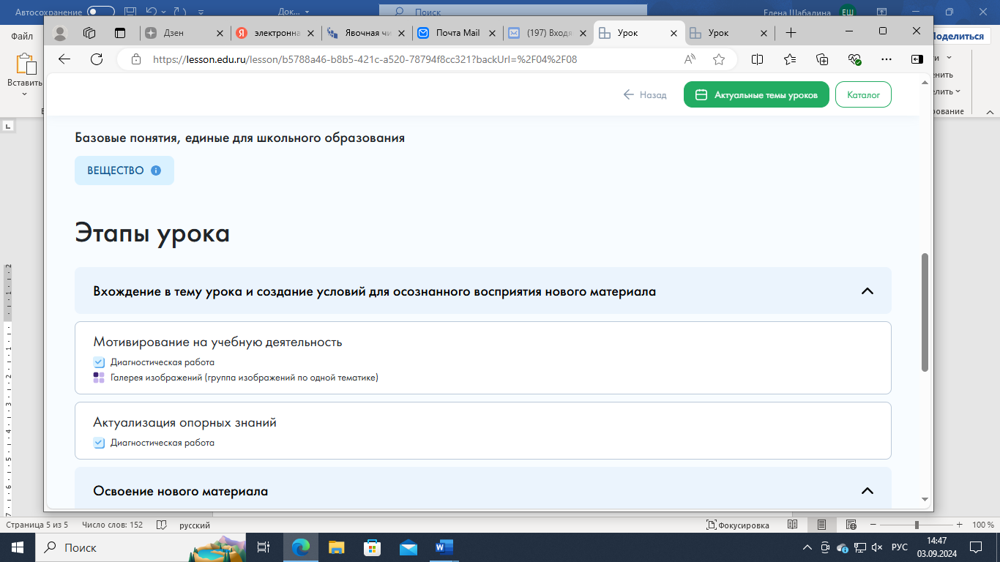 Автосохранение Док... Поиск Елена Шабалина ЕШ
Файл Поделиться
Вставить
Дзен
электронна
Явочная чи
Почта Mail
(197) Входя
Урок
Урок
https://lesson.edu.ru/lesson/b5788a46-b8b5-421c-a520-78794f8cc321?backUrl=%2F04%2F08
Назад Актуальные темы уроков Каталог
Базовые понятия, единые для школьного образования
ВЕЩЕСТВО
Этапы урока
Вхождение в тему урока и создание условий для осознанного восприятия нового материала
Мотивирование на учебную деятельность
Диагностическая работа
Галерея изображений (группа изображений по одной тематике)
Актуализация опорных знаний
Диагностическая работа
Освоение нового материала
Страница 5 из 5 Число слов: 152 русский Фокусировка 100 %
Поиск РУС 14:47
03.09.2024